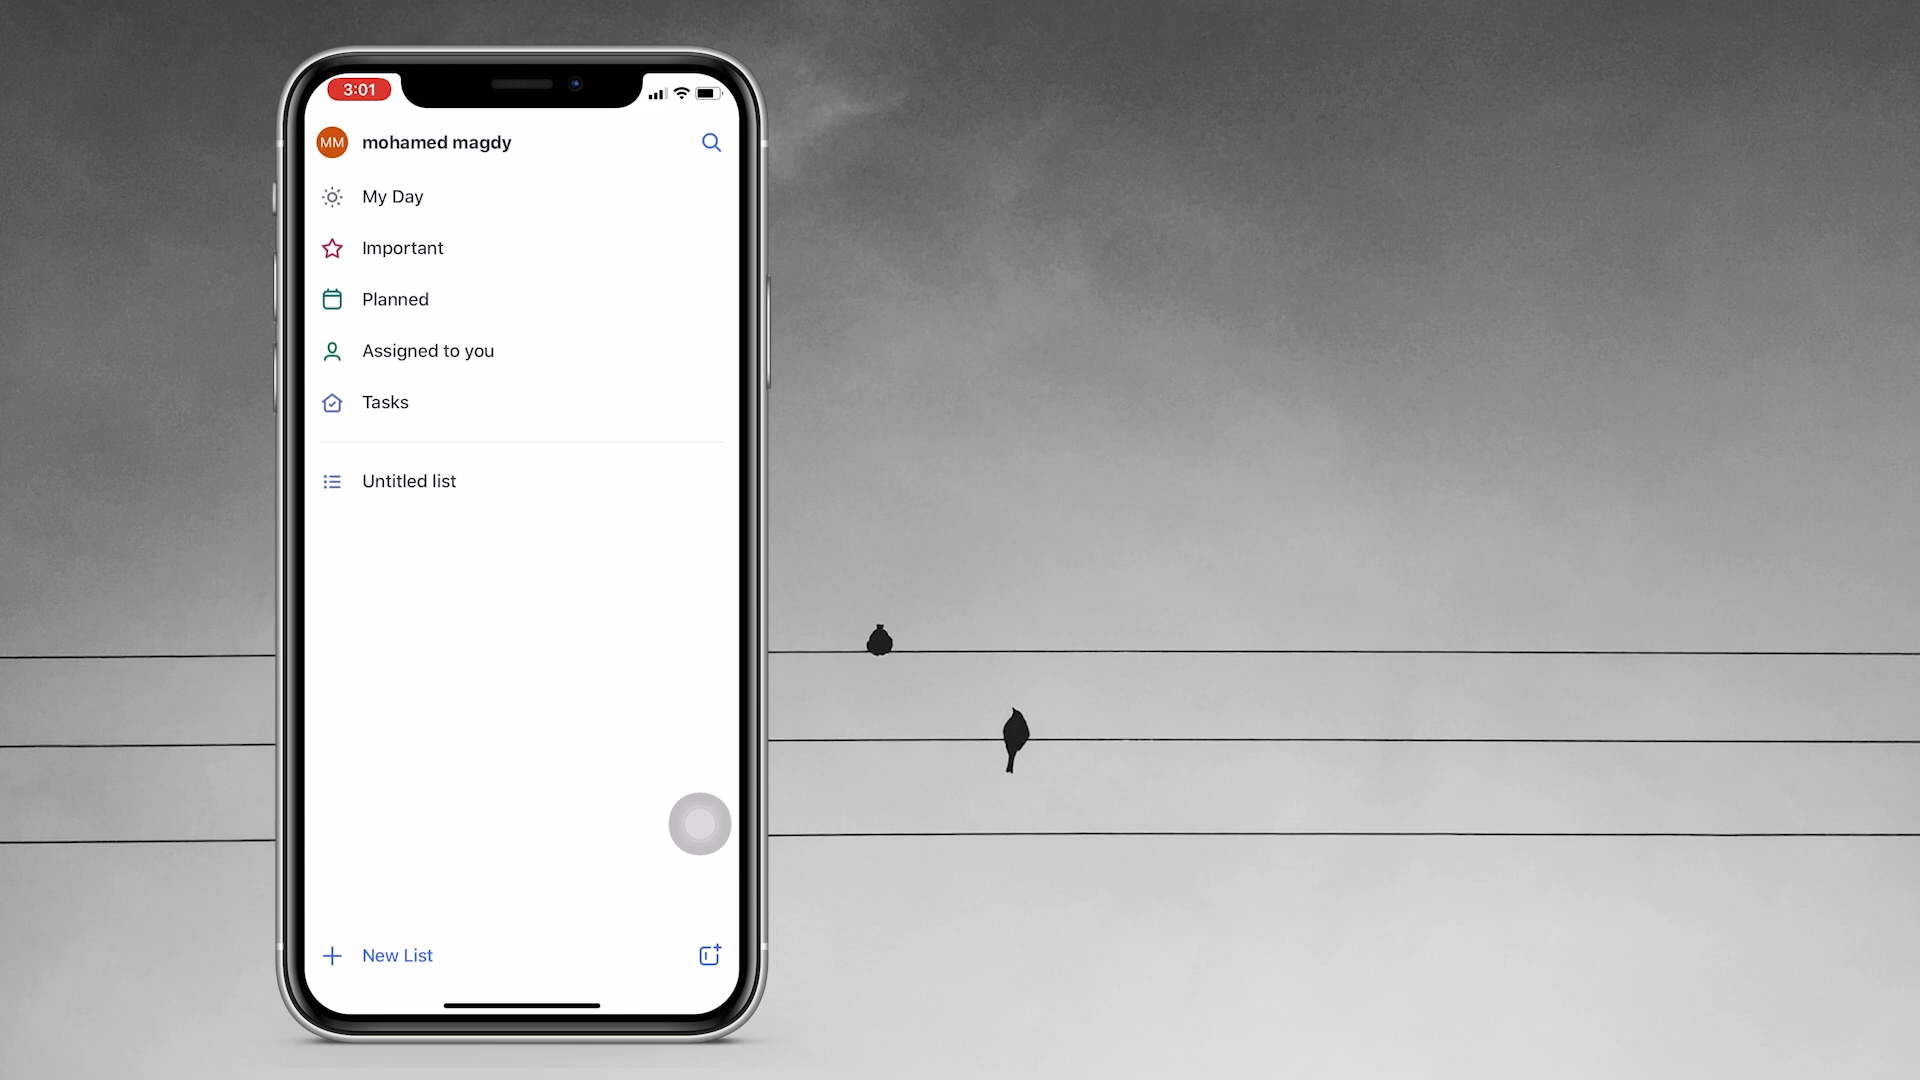 3:01
MM mohamed magdy
My Day
Important
Planned
Assigned to you
Tasks
Untitled list
New List